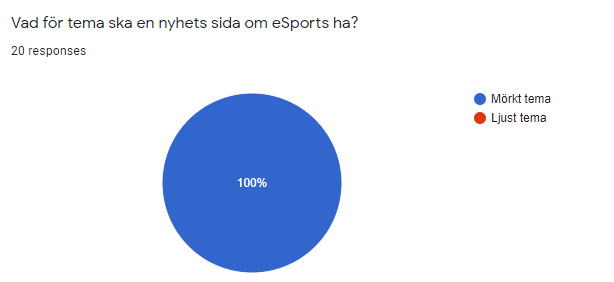 Vad för tema ska en nyhets sida om eSports ha?
20 responses
Mörkt tema
Ljust tema
100%